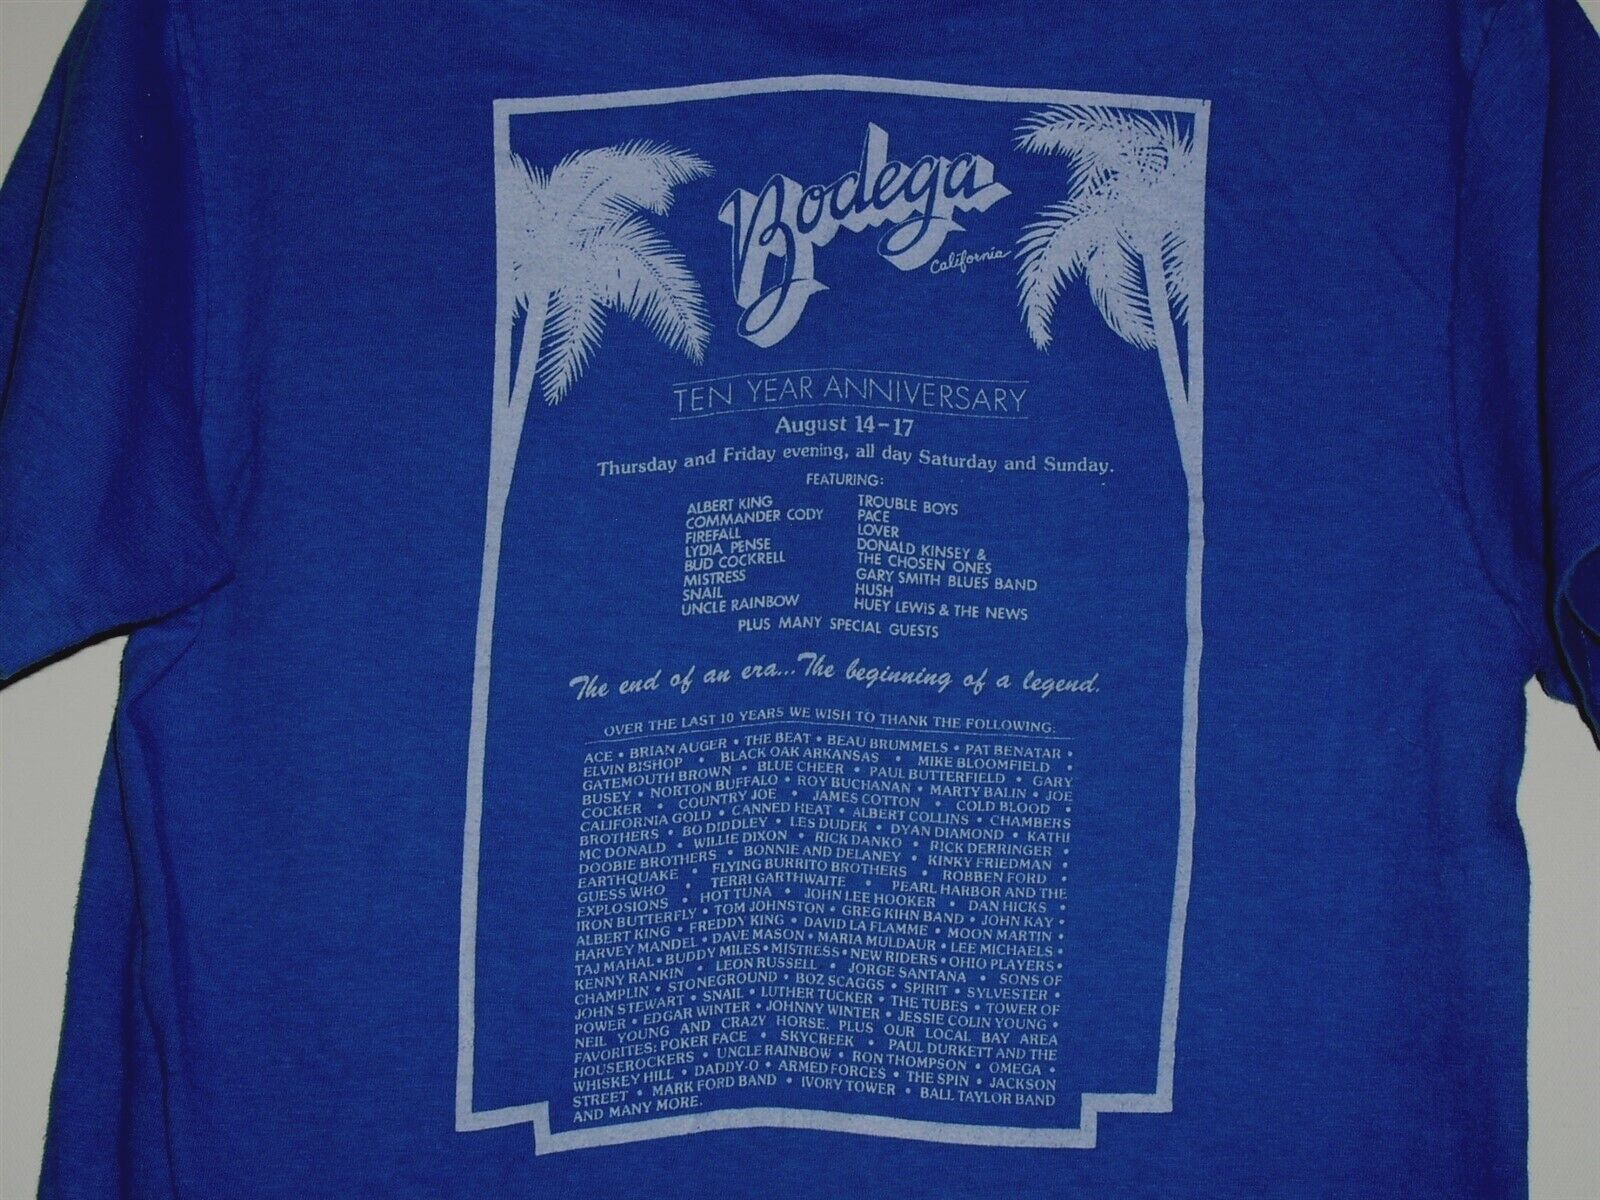 Bodega
California
TEN YEAR ANNIVERSARY
August 14-17
Thursday and Friday evening, all day Saturday and Sunday.
FEATURING:
ALBERT KING
COMMANDER CODY
FIREFALL
LYDIA PENSE
BUD COCKRELL
MISTRESS
SNAIL
UNCLE RAINBOW
TROUBLE BOYS
PACE
LOVER
DONALD KINSEY &
THE CHOSEN ONES
GARY SMITH BLUES BAND
HUSH
HUEY LEWIS & THE NEWS
PLUS MANY SPECIAL GUESTS
The end of an era...The beginning of a legend.
OVER THE LAST 10 YEARS WE WISH TO THANK THE FOLLOWING:
ACE • BRIAN AUGER • THE BEAT • BEAU BRUMMELS • PAT BENATAR •
ELVIN BISHOP • BLACK OAK ARKANSAS • MIKE BLOOMFIELD •
GATEMOUTH BROWN • BLUE CHEER • PAUL BUTTERFIELD • GARY
BUSEY • NORTON BUFFALO • ROY BUCHANAN • MARTY BALIN • JOE
COCKER • COUNTRY JOE • JAMES COTTON • COLD BLOOD •
CALIFORNIA GOLD • CANNED HEAT • ALBERT COLLINS • CHAMBERS
BROTHERS • BO DIDDLEY • LES DUDEK • DYAN DIAMOND • KATHI
MC DONALD • WILLIE DIXON • RICK DANKO • RICK DERRINGER •
DOOBIE BROTHERS • BONNIE AND DELANEY • KINKY FRIEDMAN •
EARTHQUAKE • FLYING BURRITO BROTHERS • ROBBEN FORD •
GUESS WHO • TERRI GARTHWAITE • PEARL HARBOR AND THE
EXPLOSIONS • HOT TUNA • JOHN LEE HOOKER • DAN HICKS •
IRON BUTTERFLY • TOM JOHNSTON • GREG KIHN BAND • JOHN KAY •
ALBERT KING • FREDDY KING • DAVID LA FLAMME • MOON MARTIN •
HARVEY MANDEL • DAVE MASON • MARIA MULDAUR • LEE MICHAELS •
TAJ MAHAL • BUDDY MILES • MISTRESS • NEW RIDERS • OHIO PLAYERS •
KENNY RANKIN • LEON RUSSELL • JORGE SANTANA • SONS OF
CHAMPLIN • STONEGROUND • BOZ SCAGGS • SPIRIT • SYLVESTER •
JOHN STEWART • SNAIL • LUTHER TUCKER • THE TUBES • TOWER OF
POWER • EDGAR WINTER • JOHNNY WINTER • JESSIE COLIN YOUNG •
NEIL YOUNG AND CRAZY HORSE. PLUS OUR LOCAL BAY AREA
FAVORITES: POKER FACE • SKYCREEK • PAUL DURKETT AND THE
HOUSEROCKERS • UNCLE RAINBOW • RON THOMPSON • OMEGA •
WHISKEY HILL • DADDY-O • ARMED FORCES • THE SPIN • JACKSON
STREET • MARK FORD BAND • IVORY TOWER • BALL TAYLOR BAND
AND MANY MORE.